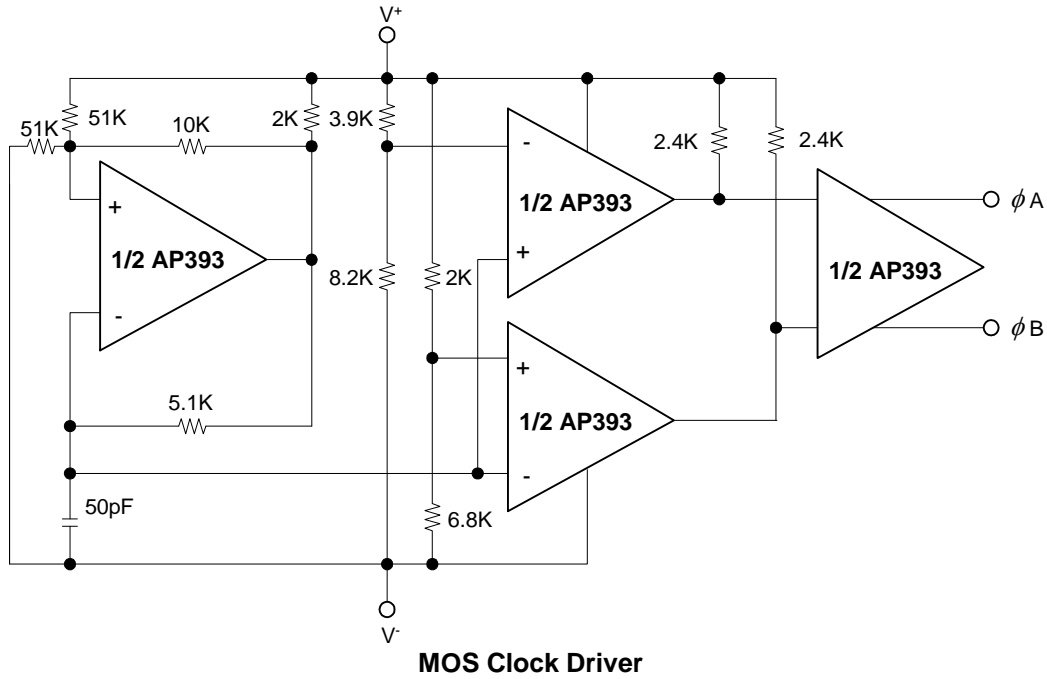 V+
51K
51K
10K
2K
3.9K
2.4K
2.4K
+
1/2 AP393
-
-
1/2 AP393
+
1/2 AP393
ϕA
ϕB
8.2K
2K
5.1K
+
1/2 AP393
-
50pF
6.8K
V-
MOS Clock Driver